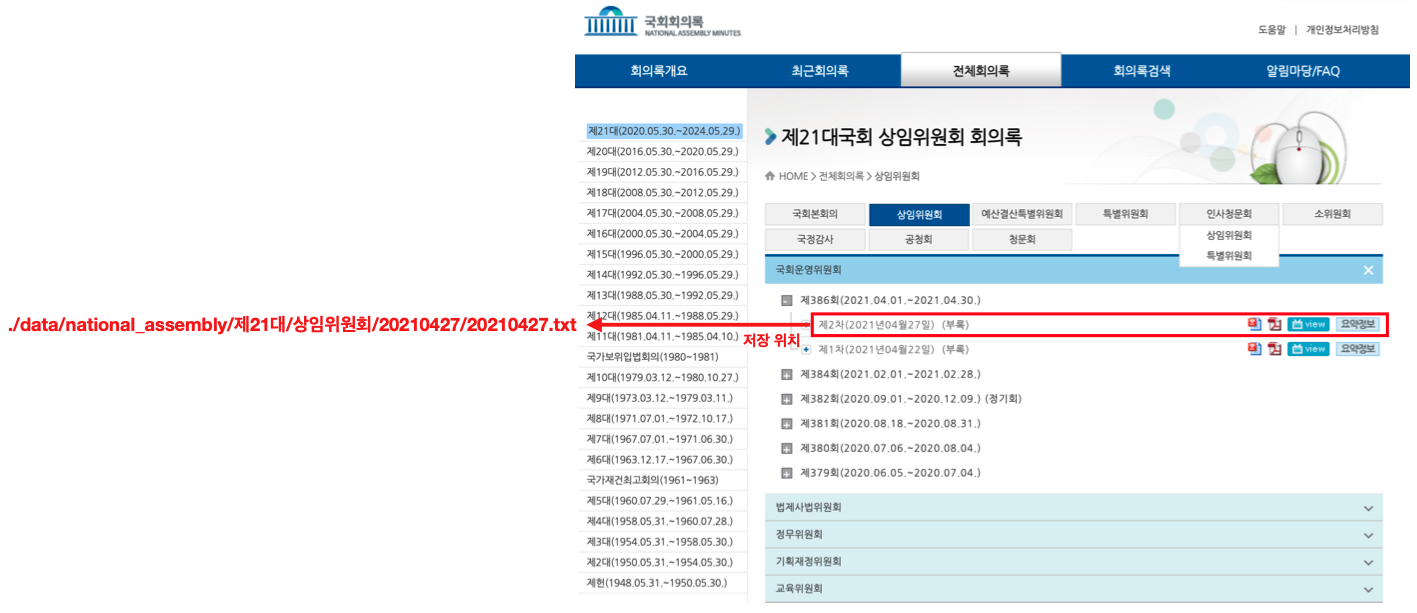 국회회의록
NATIONAL ASSEMBLY MINUTES
도움말 | 개인정보처리방침
회의록개요 최근회의록 전체회의록 회의록검색 알림마당/FAQ
제21대(2020.05.30.~2024.05.29.)
제20대(2016.05.30.~2020.05.29.)
제19대(2012.05.30.~2016.05.29.)
제18대(2008.05.30.~2012.05.29.)
제17대(2004.05.30.~2008.05.29.)
제16대(2000.05.30.~2004.05.29.)
제15대(1996.05.30.~2000.05.29.)
제14대(1992.05.30.~1996.05.29.)
제13대(1988.05.30.~1992.05.29.)
제12대(1985.04.11.~1988.05.29.)
제11대(1981.04.11.~1985.04.10.)
국가보위입법회의(1980~1981)
제10대(1979.03.12.~1980.10.27.)
제9대(1973.03.12.~1979.03.11.)
제8대(1971.07.01.~1972.10.17.)
제7대(1967.07.01.~1971.06.30.)
제6대(1963.12.17.~1967.06.30.)
국가재건최고회의(1961~1963)
제5대(1960.07.29.~1961.05.16.)
제4대(1958.05.31.~1960.07.28.)
제3대(1954.05.31.~1958.05.30.)
제2대(1950.05.31.~1954.05.30.)
제헌(1948.05.31.~1950.05.30.)
제21대국회 상임위원회 회의록
HOME > 전체회의록 > 상임위원회
국회본회의 상임위원회 예산결산특별위원회 특별위원회 인사청문회 소위원회
국정감사 공청회 청문회
상임위원회
특별위원회
국회운영위원회
제386회(2021.04.01.~2021.04.30.)
./data/national_assembly/제21대/상임위원회/20210427/20210427.txt
저장 위치
제2차(2021년04월27일) (부록) view 요약정보
제1차(2021년04월22일) (부록) view 요약정보
제384회(2021.02.01.~2021.02.28.)
제382회(2020.09.01.~2020.12.09.) (정기회)
제381회(2020.08.18.~2020.08.31.)
제380회(2020.07.06.~2020.08.04.)
제379회(2020.06.05.~2020.07.04.)
법제사법위원회
정무위원회
기획재정위원회
교육위원회